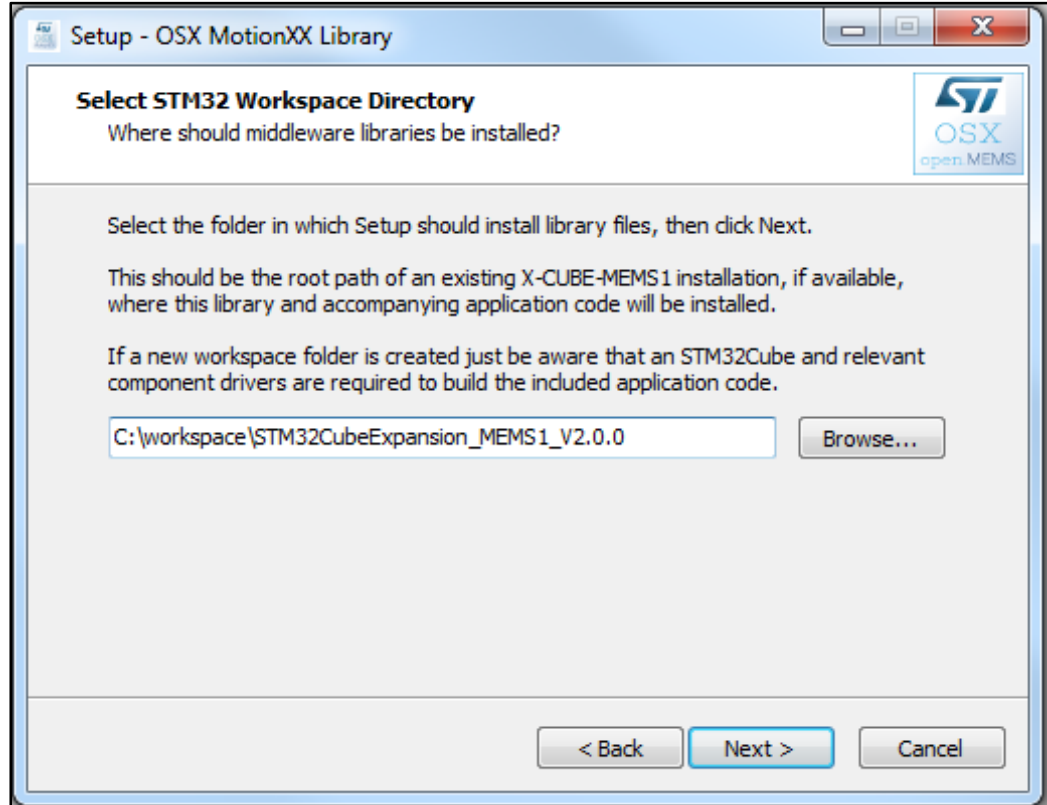 Setup - OSX MotionXX Library
Select STM32 Workspace Directory
Where should middleware libraries be installed?
ST
OSX
open.MEMS
Select the folder in which Setup should install library files, then click Next.
This should be the root path of an existing X-CUBE-MEMS1 installation, if available,
where this library and accompanying application code will be installed.
If a new workspace folder is created just be aware that an STM32Cube and relevant
component drivers are required to build the included application code.
C:\workspace\STM32CubeExpansion_MEMS1_V2.0.0
Browse...
< Back
Next >
Cancel